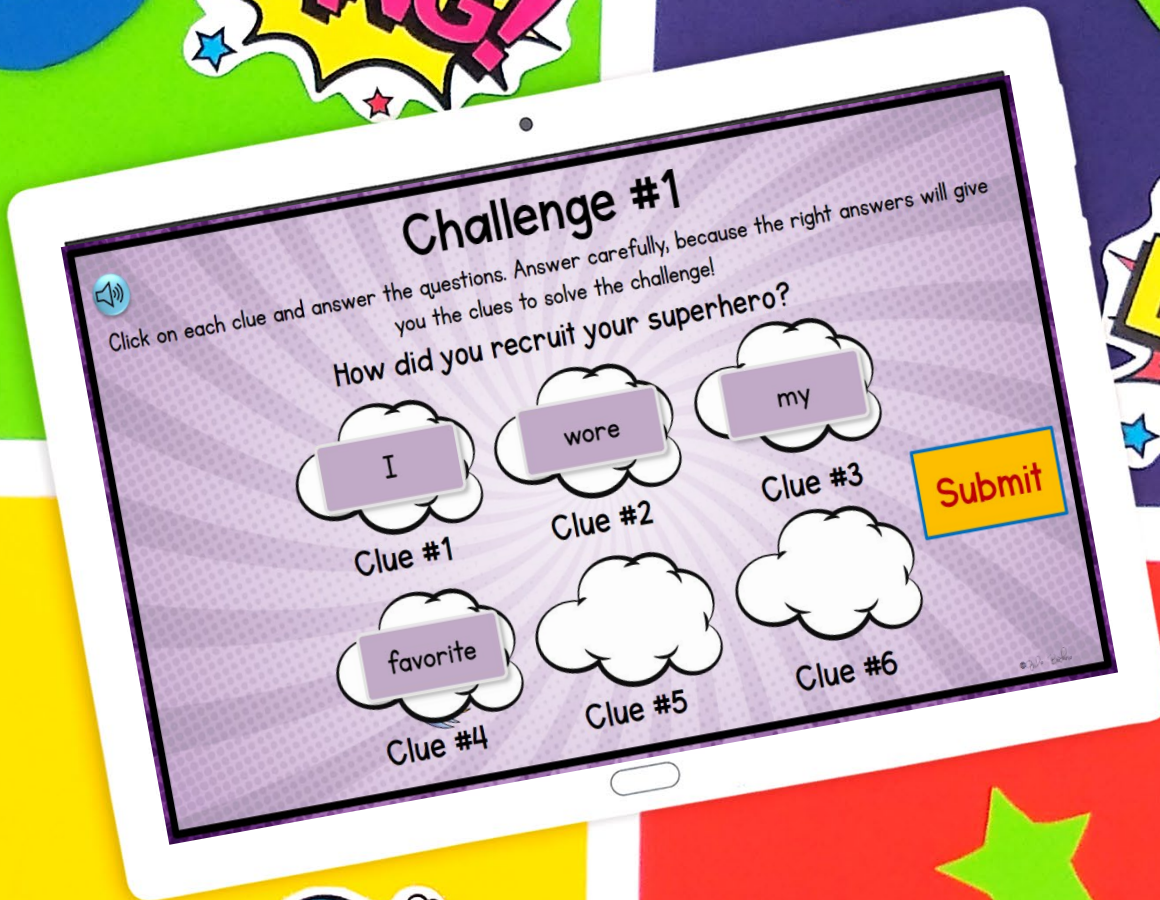 NG!
Challenge #1
Click on each clue and answer the questions. Answer carefully, because the right answers will give
you the clues to solve the challenge!
How did you recruit your superhero?
I
wore
my
Clue #1
Clue #2
Clue #3
Submit
favorite
Clue #4
Clue #5
Clue #6